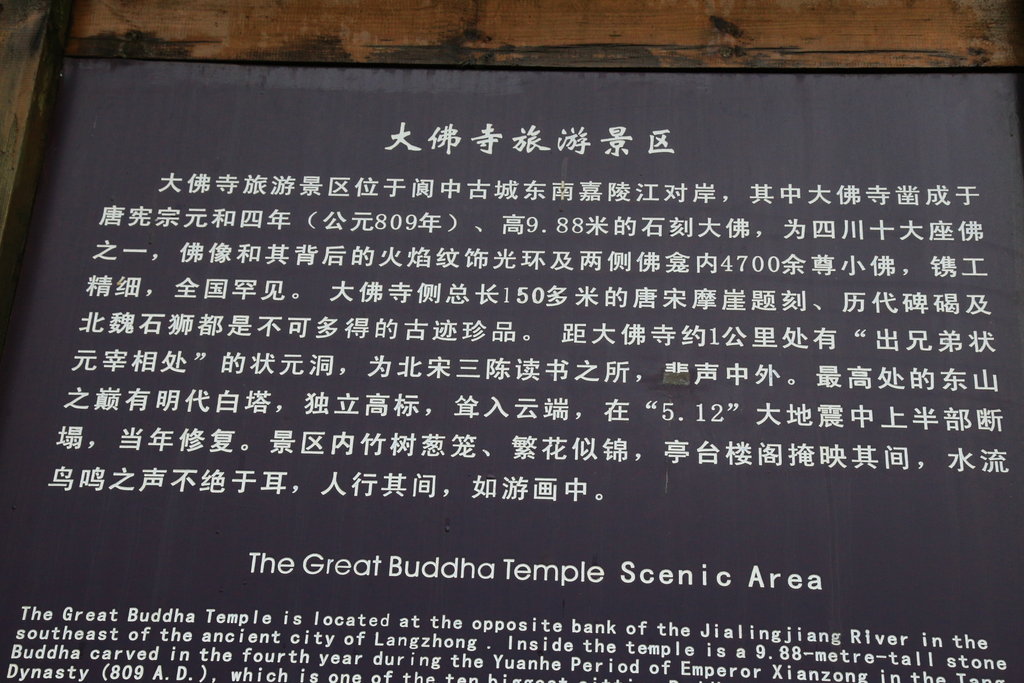 大佛寺旅游景区
大佛寺旅游景区位于阆中古城东南嘉陵江对岸，其中大佛寺凿成于
唐宪宗元和四年（公元809年）、高9.88米的石刻大佛，为四川十大座佛
之一，佛像和其背后的火焰纹饰光环及两侧佛龛内4700余尊小佛，镌工
精细，全国罕见。 大佛寺侧总长150多米的唐宋摩崖题刻、历代碑碣及
北魏石狮都是不可多得的古迹珍品。 距大佛寺约1公里处有“出兄弟状
元宰相处”的状元洞，为北宋三陈读书之所，声中外。最高处的东山
之巅有明代白塔，独立高标，耸入云端，在“5.12”大地震中上半部断
塌，当年修复。景区内竹树葱笼、繁花似锦，亭台楼阁掩映其间，水流
鸟鸣之声不绝于耳，人行其间，如游画中。
The Great Buddha Temple Scenic Area
The Great Buddha Temple is located at the opposite bank of the Jialingjiang River in the
southeast of the ancient city of Langzhong . Inside the temple is a 9.88-metre-tall stone
Buddha carved in the fourth year during the Yuanhe Period of Emperor Xianzong in the Tang
Dynasty (809 A.D.), which is one of the ten biggest